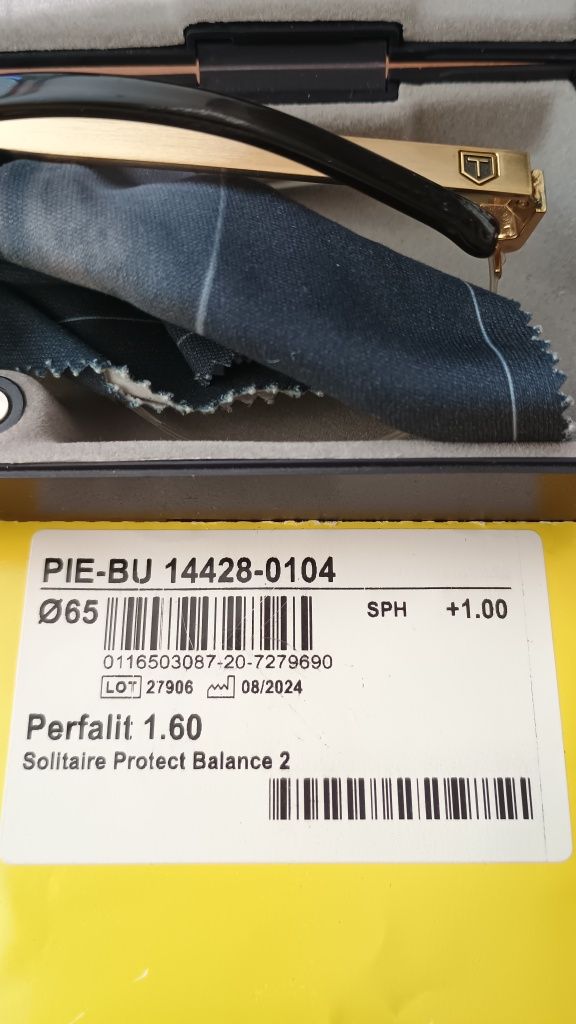 T
PIE-BU 14428-0104
Ø65
SPH +1.00
0116503087-20-7279690
LOT 27906 08/2024
Perfalit 1.60
Solitaire Protect Balance 2